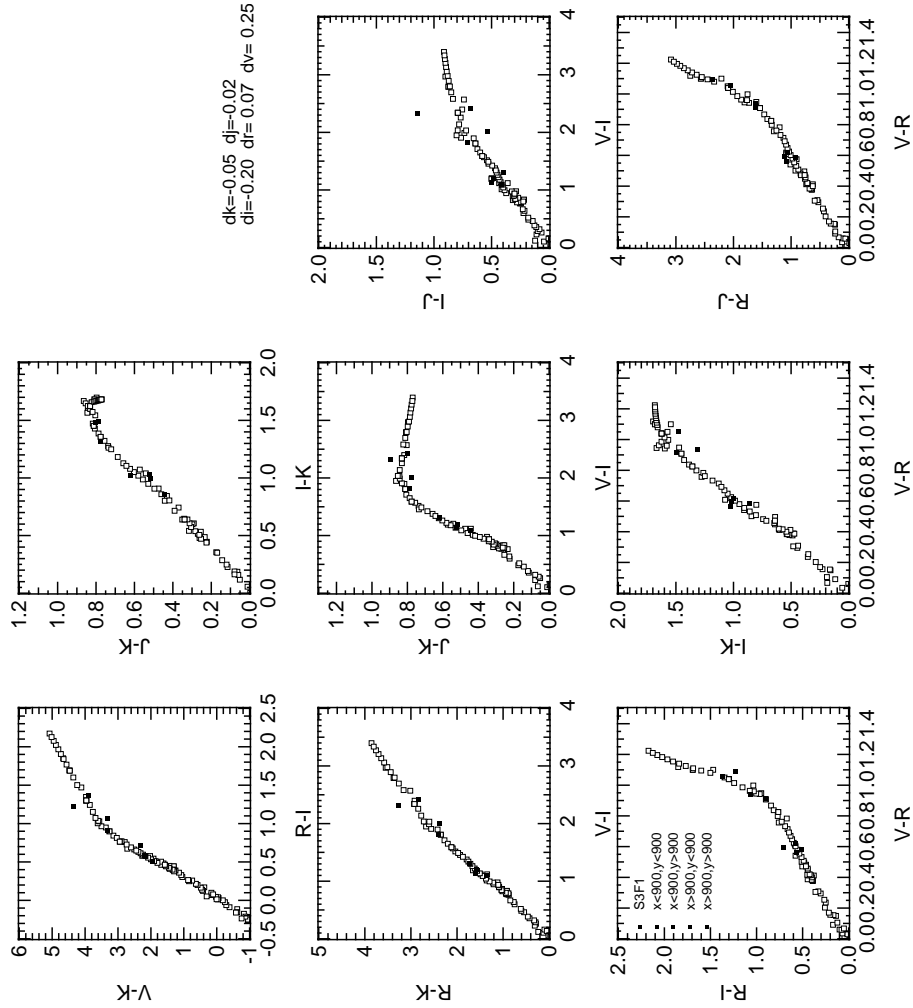 dk=-0.05 dj=-0.02
di=-0.20 dr= 0.07 dv= 0.25
6
5
4
3
2
1
0
-1
V-K
-0.5 0.0 0.5 1.0 1.5 2.0 2.5
R-I
1.2
1.0
0.8
0.6
0.4
0.2
0.0
J-K
0.0 0.5 1.0 1.5 2.0
I-K
5
4
3
2
1
0
R-K
0 1 2 3 4
V-I
1.2
1.0
0.8
0.6
0.4
0.2
0.0
J-K
0 1 2 3 4
V-I
2.0
1.5
1.0
0.5
0.0
I-J
0 1 2 3 4
V-I
2.5
2.0
1.5
1.0
0.5
0.0
R-I
S3F1
x<900,y<900
x<900,y>900
x>900,y<900
x>900,y>900
0.00.20.40.60.81.01.21.4
V-R
2.0
1.5
1.0
0.5
0.0
I-K
0.00.20.40.60.81.01.21.4
V-R
4
3
2
1
0
R-J
0.00.20.40.60.81.01.21.4
V-R